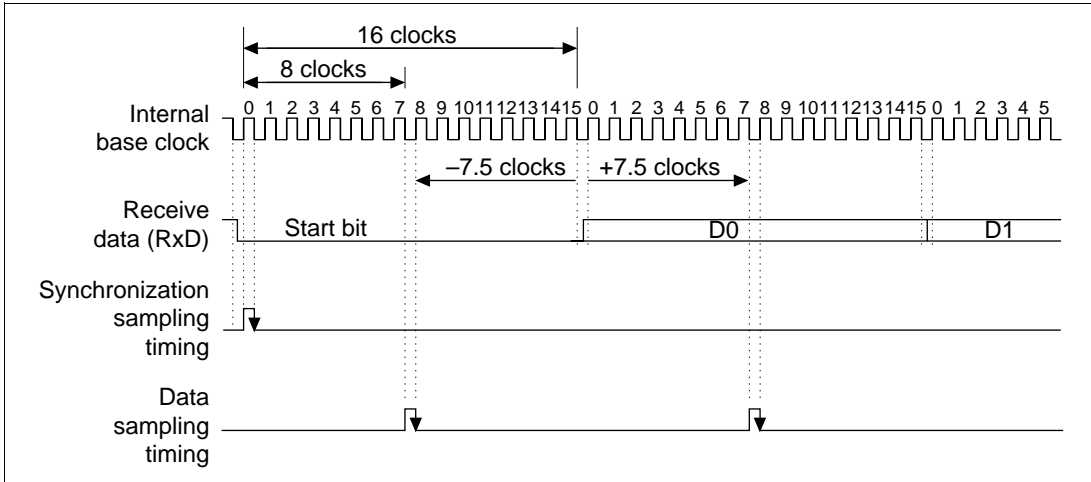 16 clocks
8 clocks
Internal base clock
0 1 2 3 4 5 6 7 8 9 10 11 12 13 14 15 0 1 2 3 4 5 6 7 8 9 10 11 12 13 14 15 0 1 2 3 4 5
–7.5 clocks +7.5 clocks
Receive data (RxD)
Start bit D0 D1
Synchronization sampling timing
Data sampling timing